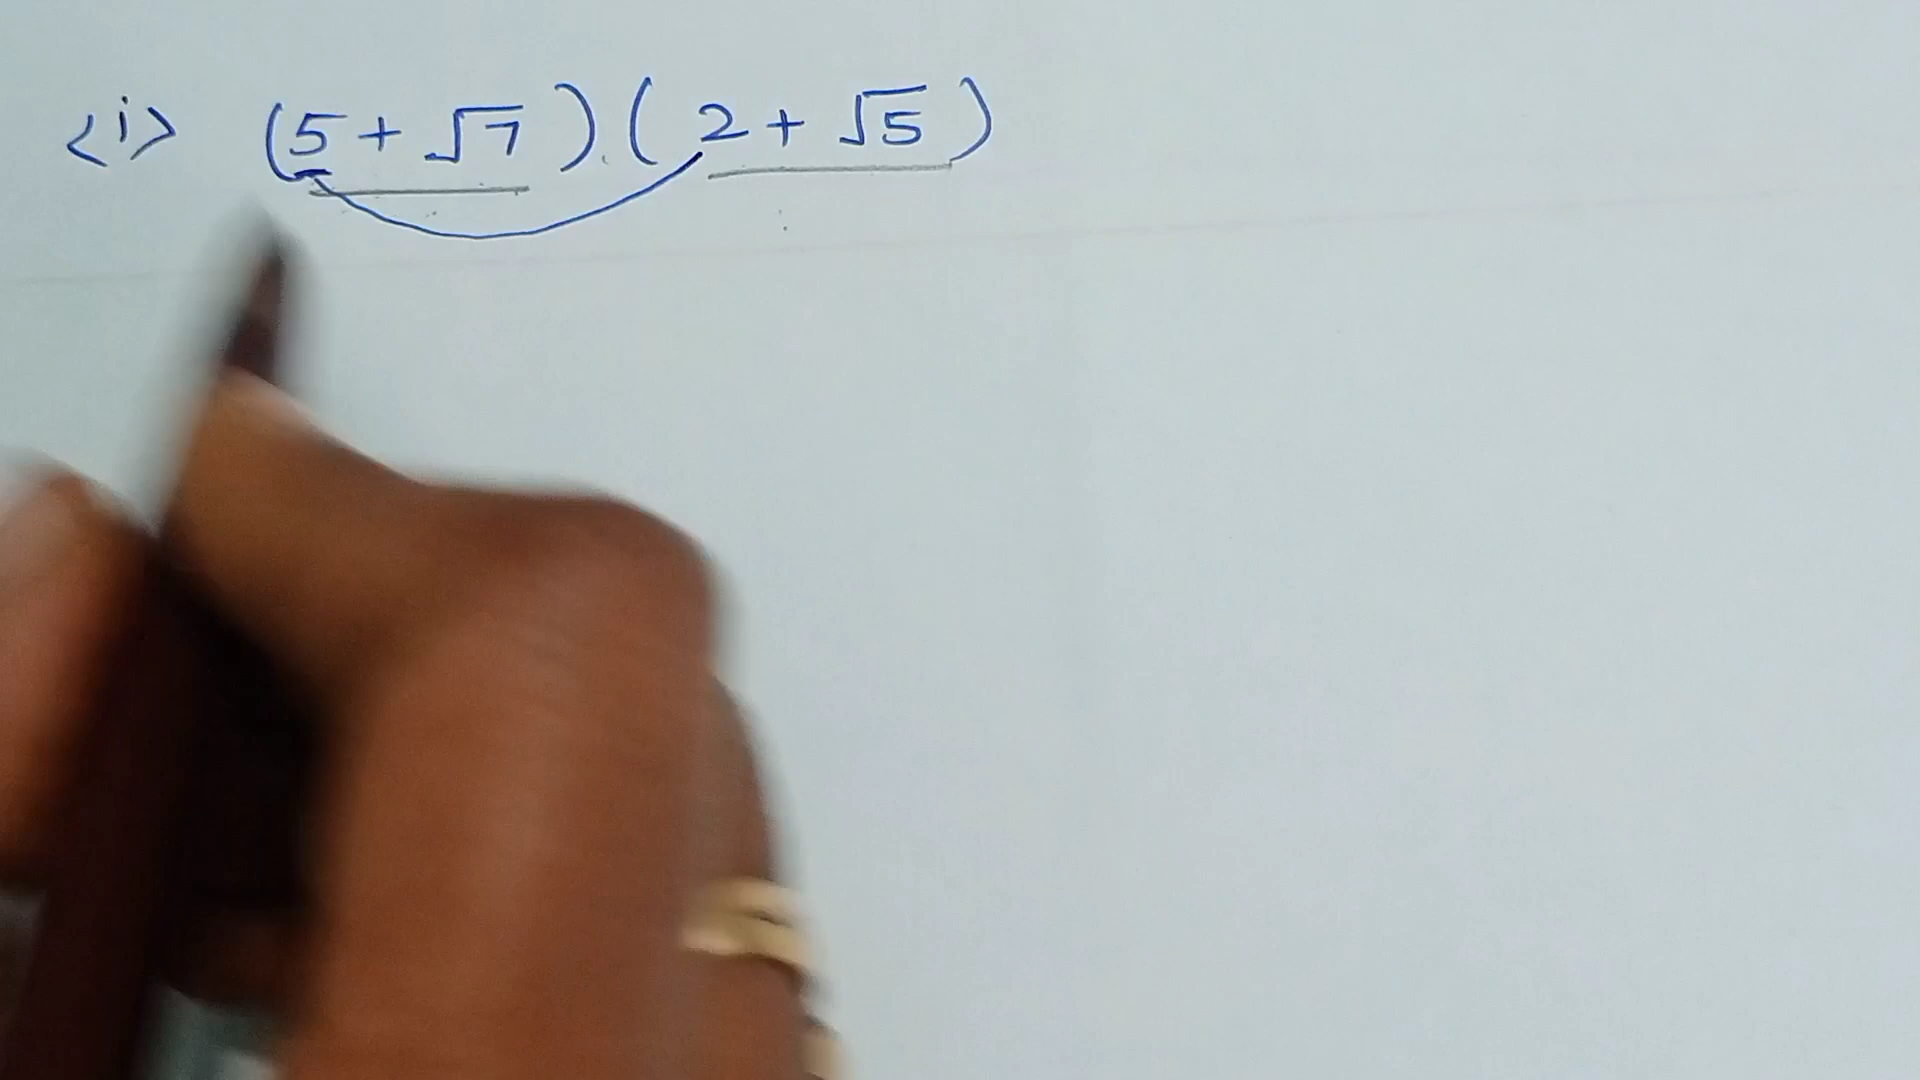 <i> (5 + √7) (2 + √5)